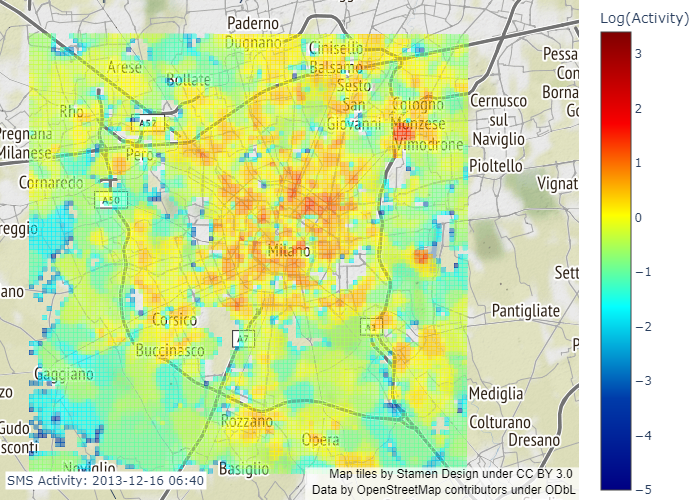 Paderno
Dugnano
Cinisello
Balsamo
Arese
Bollate
Sesto
San
Giovanni
Rho
Cologno
Monzese
Cernusco
sul
Naviglio
Pessa
Con
Borna
Go
A52
Pregnana
Milanese
Pero
Vimodrone
Pioltello
Cornaredo
Vignat
A50
reggio
Milano
Sett
ano
Pantigliate
Corsico
A7
Buccinasco
P
Gaggiano
zo
Mediglia
Rozzano
Colturano
Gudo
sconti
Opera
Dresano
Noviglio
Basiglio
SMS Activity: 2013-12-16 06:40
Map tiles by Stamen Design under CC BY 3.0
Data by OpenStreetMap contributors under ODbL
Log(Activity)
3
2
1
0
−1
−2
−3
−4
−5